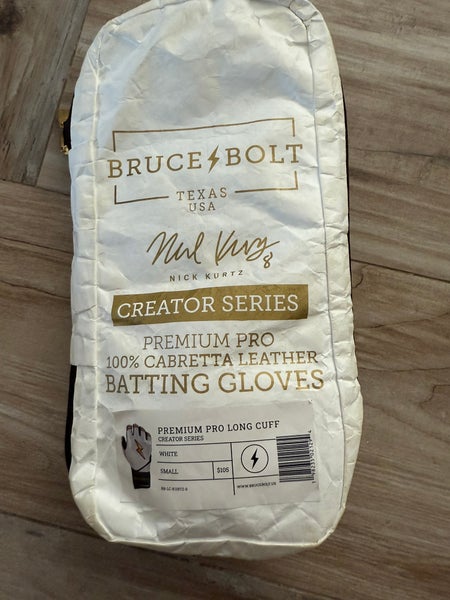 BRUCE BOLT
TEXAS
USA
Nick Kurtz 8
NICK KURTZ
CREATOR SERIES
PREMIUM PRO
100% CABRETTA LEATHER
BATTING GLOVES
PREMIUM PRO LONG CUFF
CREATOR SERIES
WHITE
SMALL $105
WWW.BRUCEBOLT.US